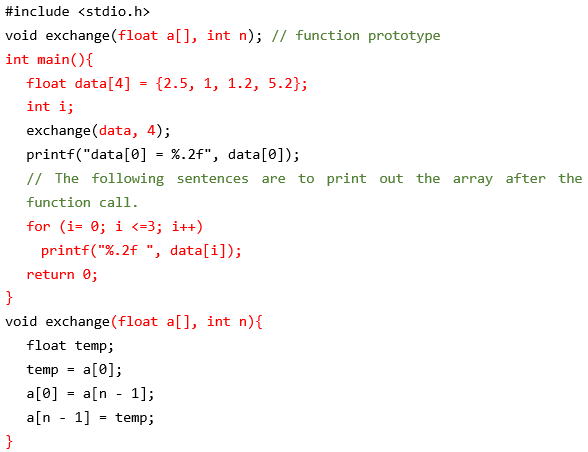 #include <stdio.h>
void exchange(float a[], int n); // function prototype
int main(){
float data[4] = {2.5, 1, 1.2, 5.2};
int i;
exchange(data, 4);
printf("data[0] = %.2f", data[0]);
// The following sentences are to print out the array after the
function call.
for (i= 0; i <=3; i++)
printf("%.2f ", data[i]);
return 0;
}
void exchange(float a[], int n){
float temp;
temp = a[0];
a[0] = a[n - 1];
a[n - 1] = temp;
}